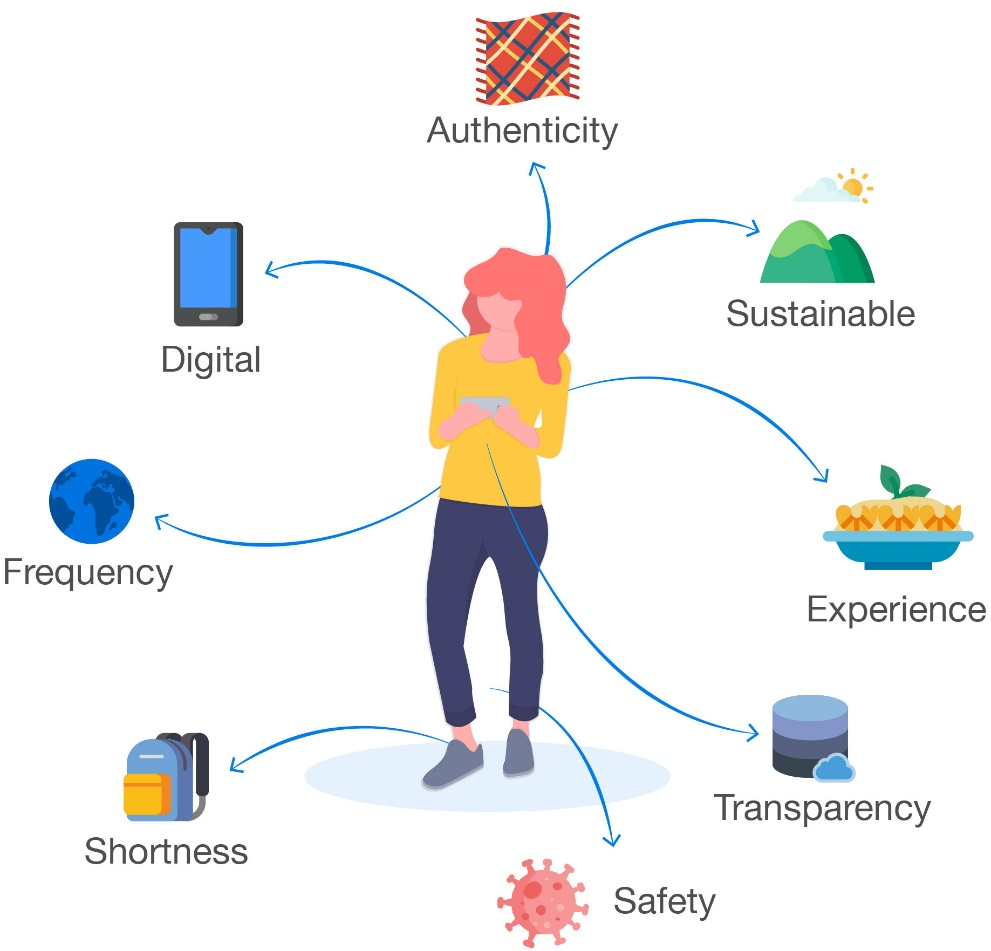 Authenticity
Sustainable
Digital
Experience
Frequency
Transparency
Shortness
Safety